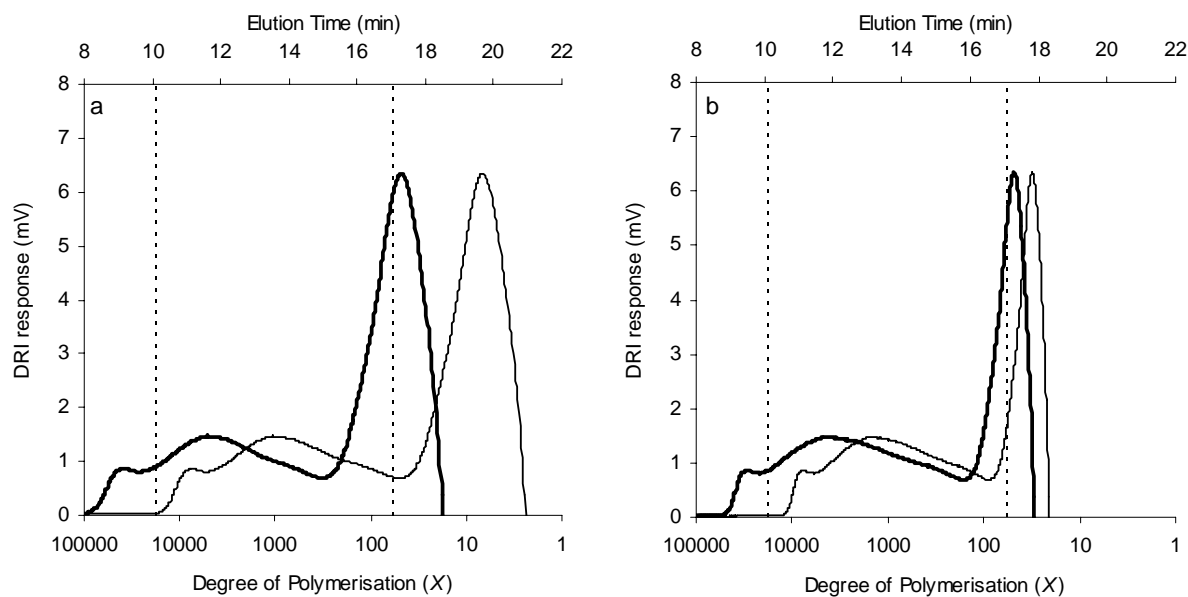 Elution Time (min)
8 10 12 14 16 18 20 22
a
8
7
6
5
4
3
2
1
0
DRI response (mV)
100000 10000 1000 100 10 1
Degree of Polymerisation (X)
Elution Time (min)
8 10 12 14 16 18 20 22
b
8
7
6
5
4
3
2
1
0
DRI response (mV)
100000 10000 1000 100 10 1
Degree of Polymerisation (X)